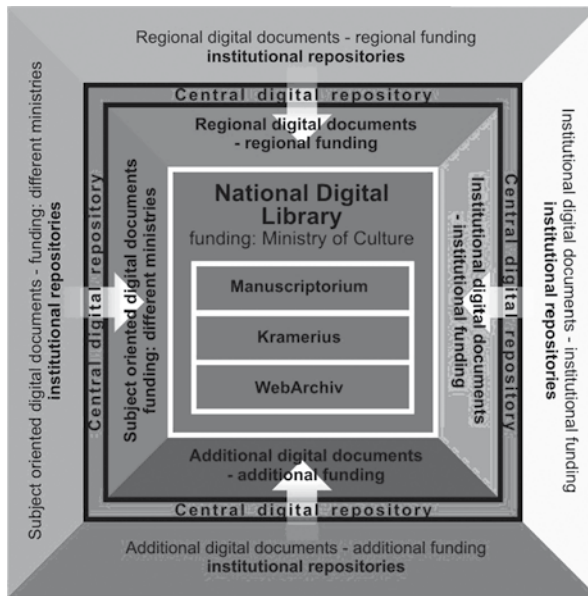 Regional digital documents - regional funding
institutional repositories
Central digital repository
Regional digital documents
- regional funding
Subject oriented digital documents - funding: different ministries
institutional repositories
Central digital repository
Subject oriented digital documents
funding: different ministries
National Digital
Library
funding: Ministry of Culture
Manuscriptorium
Kramerius
WebArchiv
Institutional digital documents
- institutional funding
Central digital repository
Institutional digital documents - institutional funding
institutional repositories
Additional digital documents
- additional funding
Central digital repository
Additional digital documents - additional funding
institutional repositories